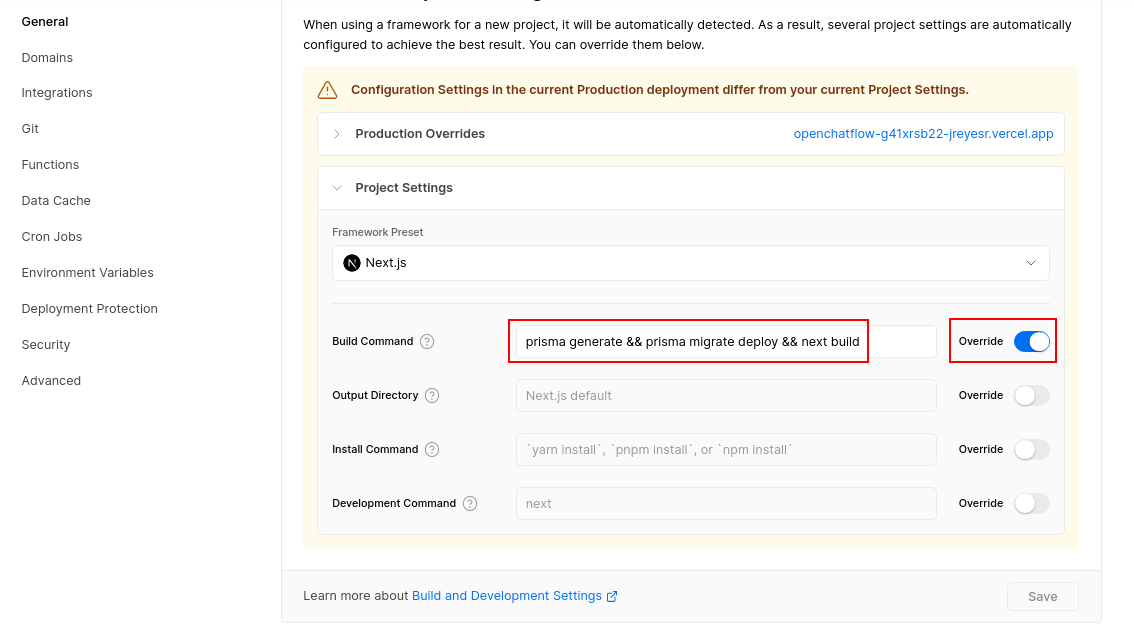 General
Domains
Integrations
Git
Functions
Data Cache
Cron Jobs
Environment Variables
Deployment Protection
Security
Advanced
When using a framework for a new project, it will be automatically detected. As a result, several project settings are automatically
configured to achieve the best result. You can override them below.
Configuration Settings in the current Production deployment differ from your current Project Settings.
Production Overrides openchatflow-g41xrsb22-jreyesr.vercel.app
Project Settings
Framework Preset
N Next.js
Build Command ? prisma generate && prisma migrate deploy && next build Override
Output Directory ? Next.js default Override
Install Command ? `yarn install`, `pnpm install`, or `npm install` Override
Development Command ? next Override
Learn more about Build and Development Settings Save